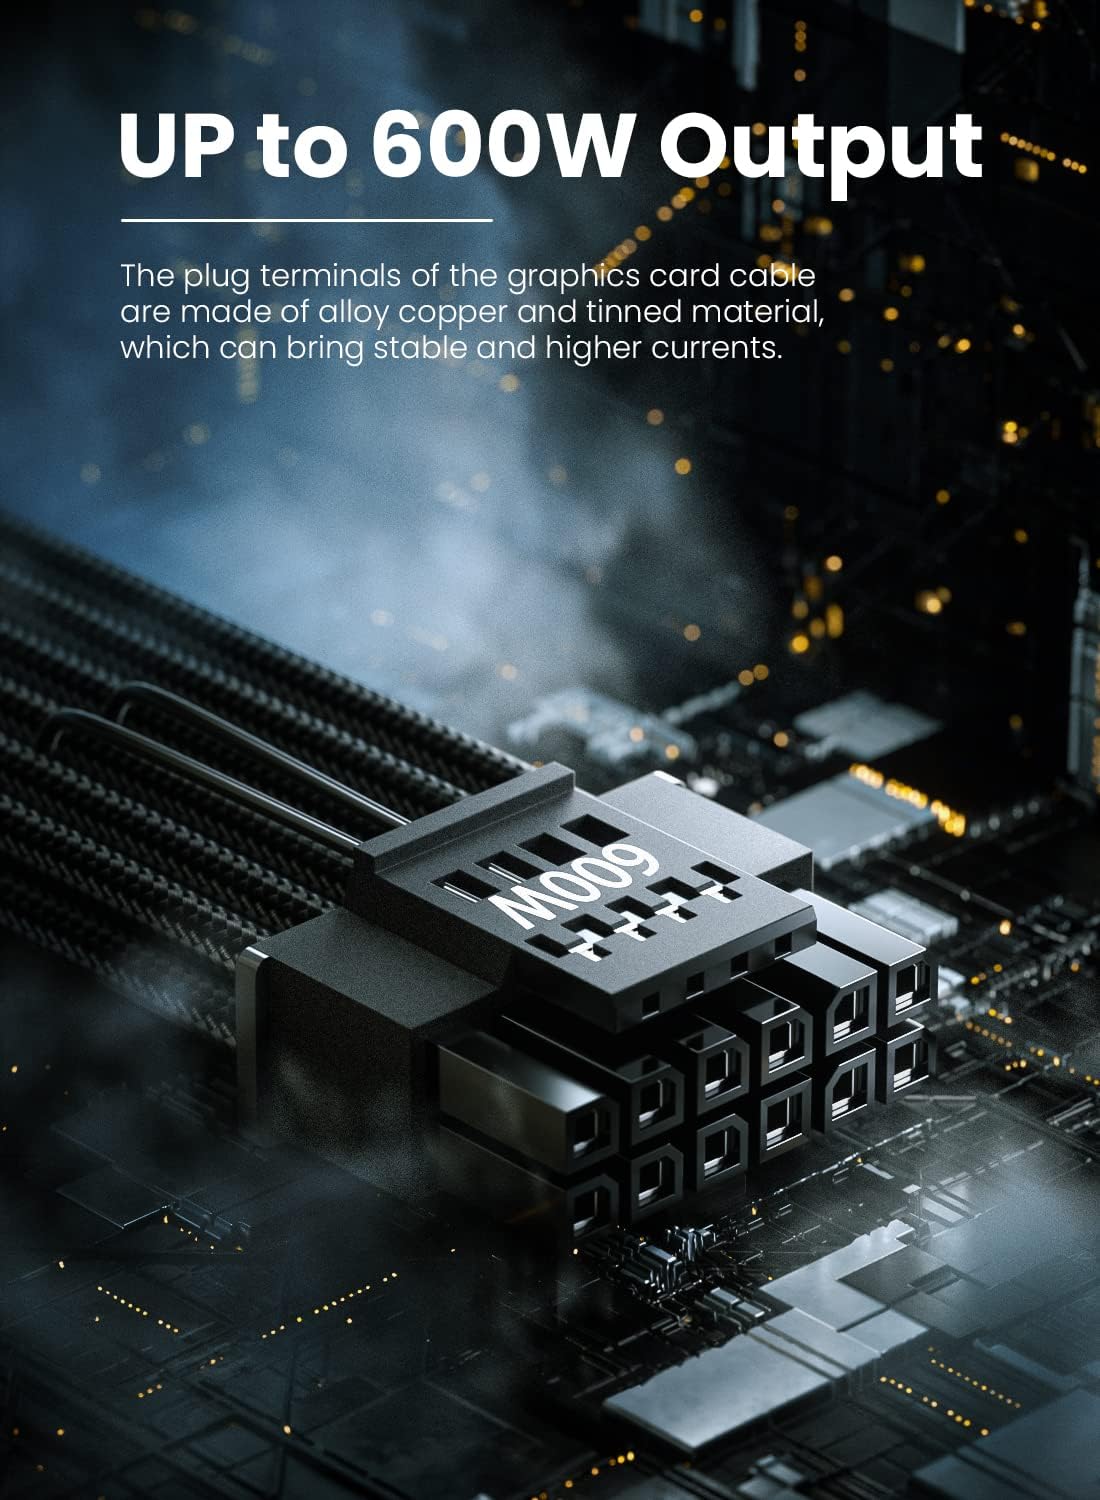 UP to 600W Output
The plug terminals of the graphics card cable
are made of alloy copper and tinned material,
which can bring stable and higher currents.
600W